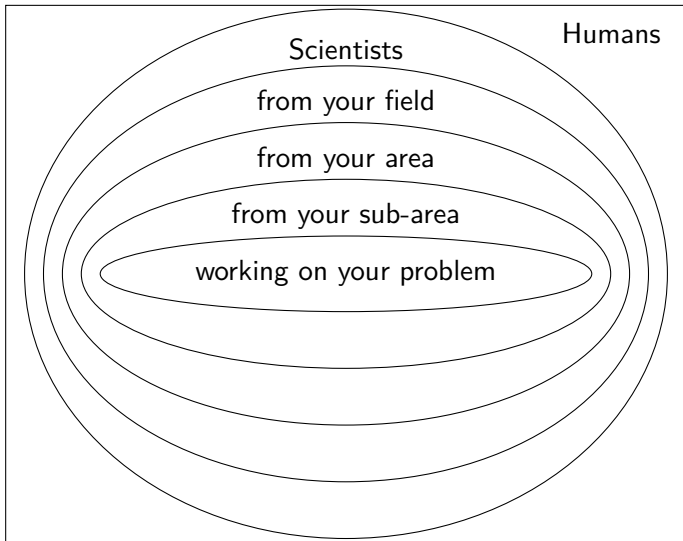 Humans
Scientists
from your field
from your area
from your sub-area
working on your problem